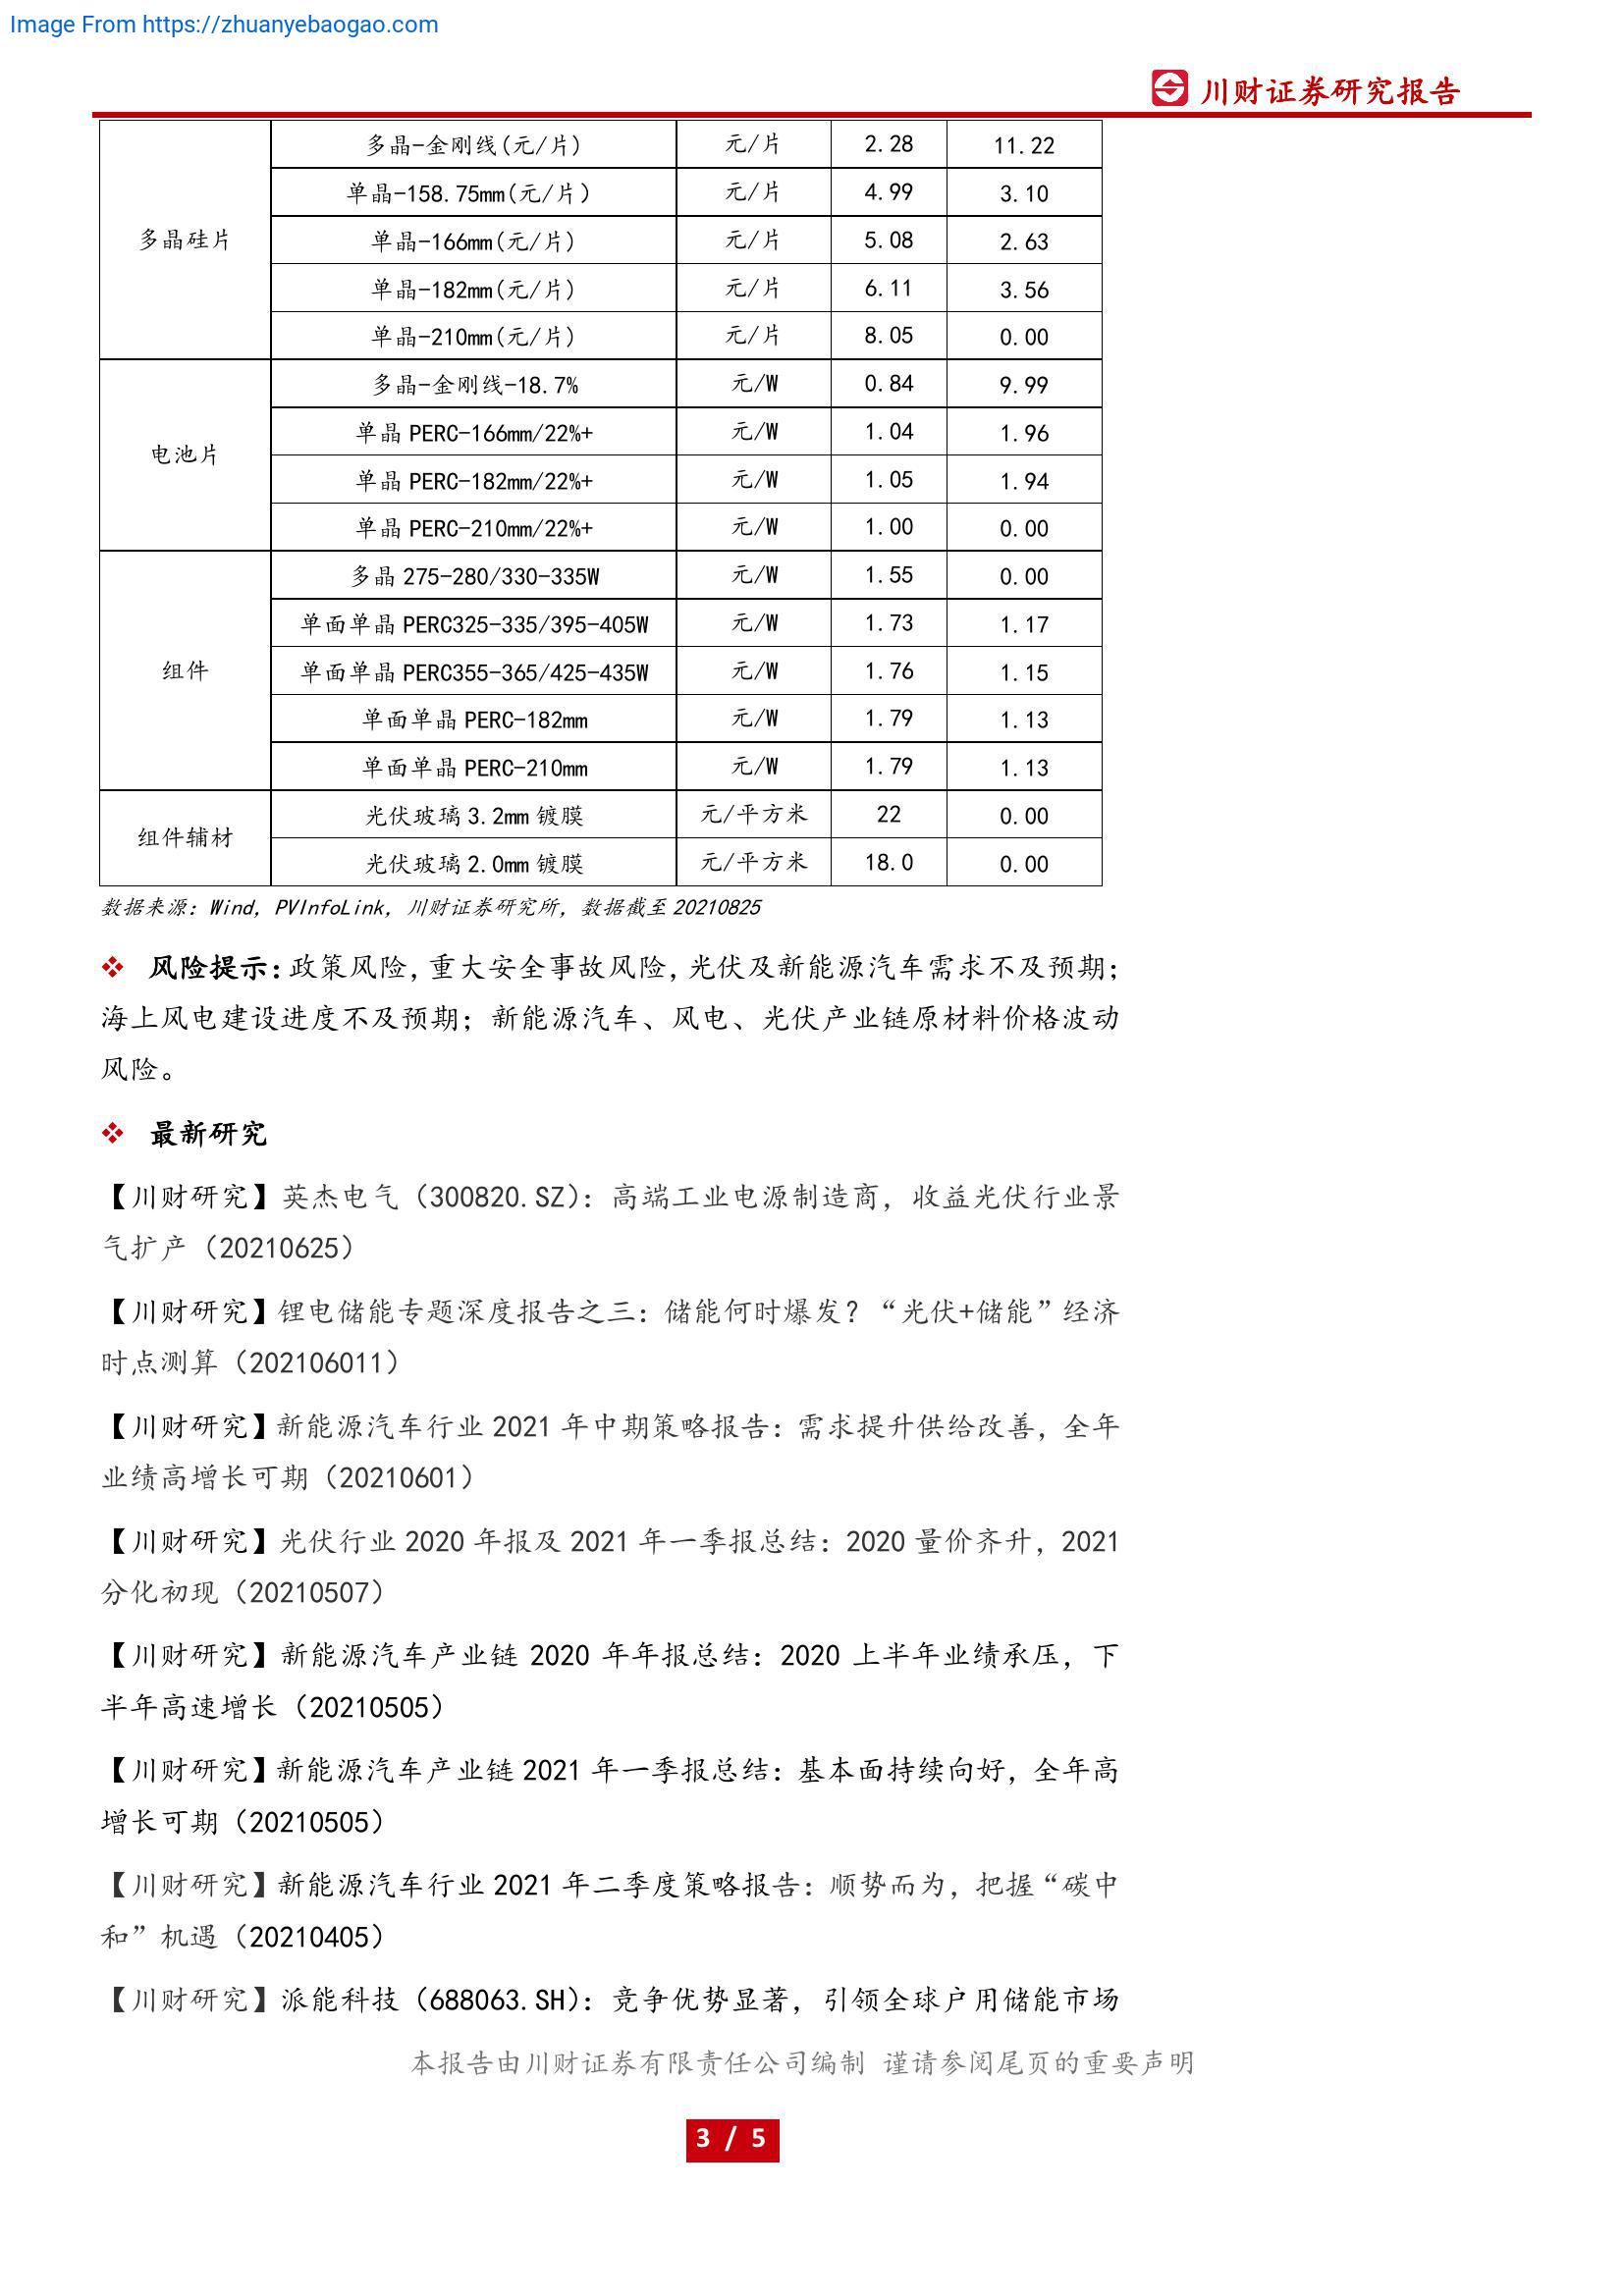 Image From https://zhuanyebaogao.com
川财证券研究报告
多晶硅片
多晶-金刚线(元/片) 元/片 2.28 11.22
单晶-158.75mm(元/片) 元/片 4.99 3.10
单晶-166mm(元/片) 元/片 5.08 2.63
单晶-182mm(元/片) 元/片 6.11 3.56
单晶-210mm(元/片) 元/片 8.05 0.00
电池片
多晶-金刚线-18.7% 元/W 0.84 9.99
单晶 PERC-166mm/22%+ 元/W 1.04 1.96
单晶 PERC-182mm/22%+ 元/W 1.05 1.94
单晶 PERC-210mm/22%+ 元/W 1.00 0.00
组件
多晶 275-280/330-335W 元/W 1.55 0.00
单面单晶 PERC325-335/395-405W 元/W 1.73 1.17
单面单晶 PERC355-365/425-435W 元/W 1.76 1.15
单面单晶 PERC-182mm 元/W 1.79 1.13
单面单晶 PERC-210mm 元/W 1.79 1.13
组件辅材
光伏玻璃 3.2mm 镀膜 元/平方米 22 0.00
光伏玻璃 2.0mm 镀膜 元/平方米 18.0 0.00
数据来源：Wind, PVInfoLink, 川财证券研究所, 数据截至 20210825
❖ 风险提示：政策风险，重大安全事故风险，光伏及新能源汽车需求不及预期；
海上风电建设进度不及预期；新能源汽车、风电、光伏产业链原材料价格波动
风险。
❖ 最新研究
【川财研究】英杰电气（300820.SZ）：高端工业电源制造商，收益光伏行业景
气扩产（20210625）
【川财研究】锂电储能专题深度报告之三：储能何时爆发？“光伏+储能”经济
时点测算（202106011）
【川财研究】新能源汽车行业 2021 年中期策略报告：需求提升供给改善，全年
业绩高增长可期（20210601）
【川财研究】光伏行业 2020 年报及 2021 年一季报总结：2020 量价齐升，2021
分化初现（20210507）
【川财研究】新能源汽车产业链 2020 年年报总结：2020 上半年业绩承压，下
半年高速增长（20210505）
【川财研究】新能源汽车产业链 2021 年一季报总结：基本面持续向好，全年高
增长可期（20210505）
【川财研究】新能源汽车行业 2021 年二季度策略报告：顺势而为，把握“碳中
和”机遇（20210405）
【川财研究】派能科技（688063.SH）：竞争优势显著，引领全球户用储能市场
本报告由川财证券有限责任公司编制 谨请参阅尾页的重要声明
3 / 5